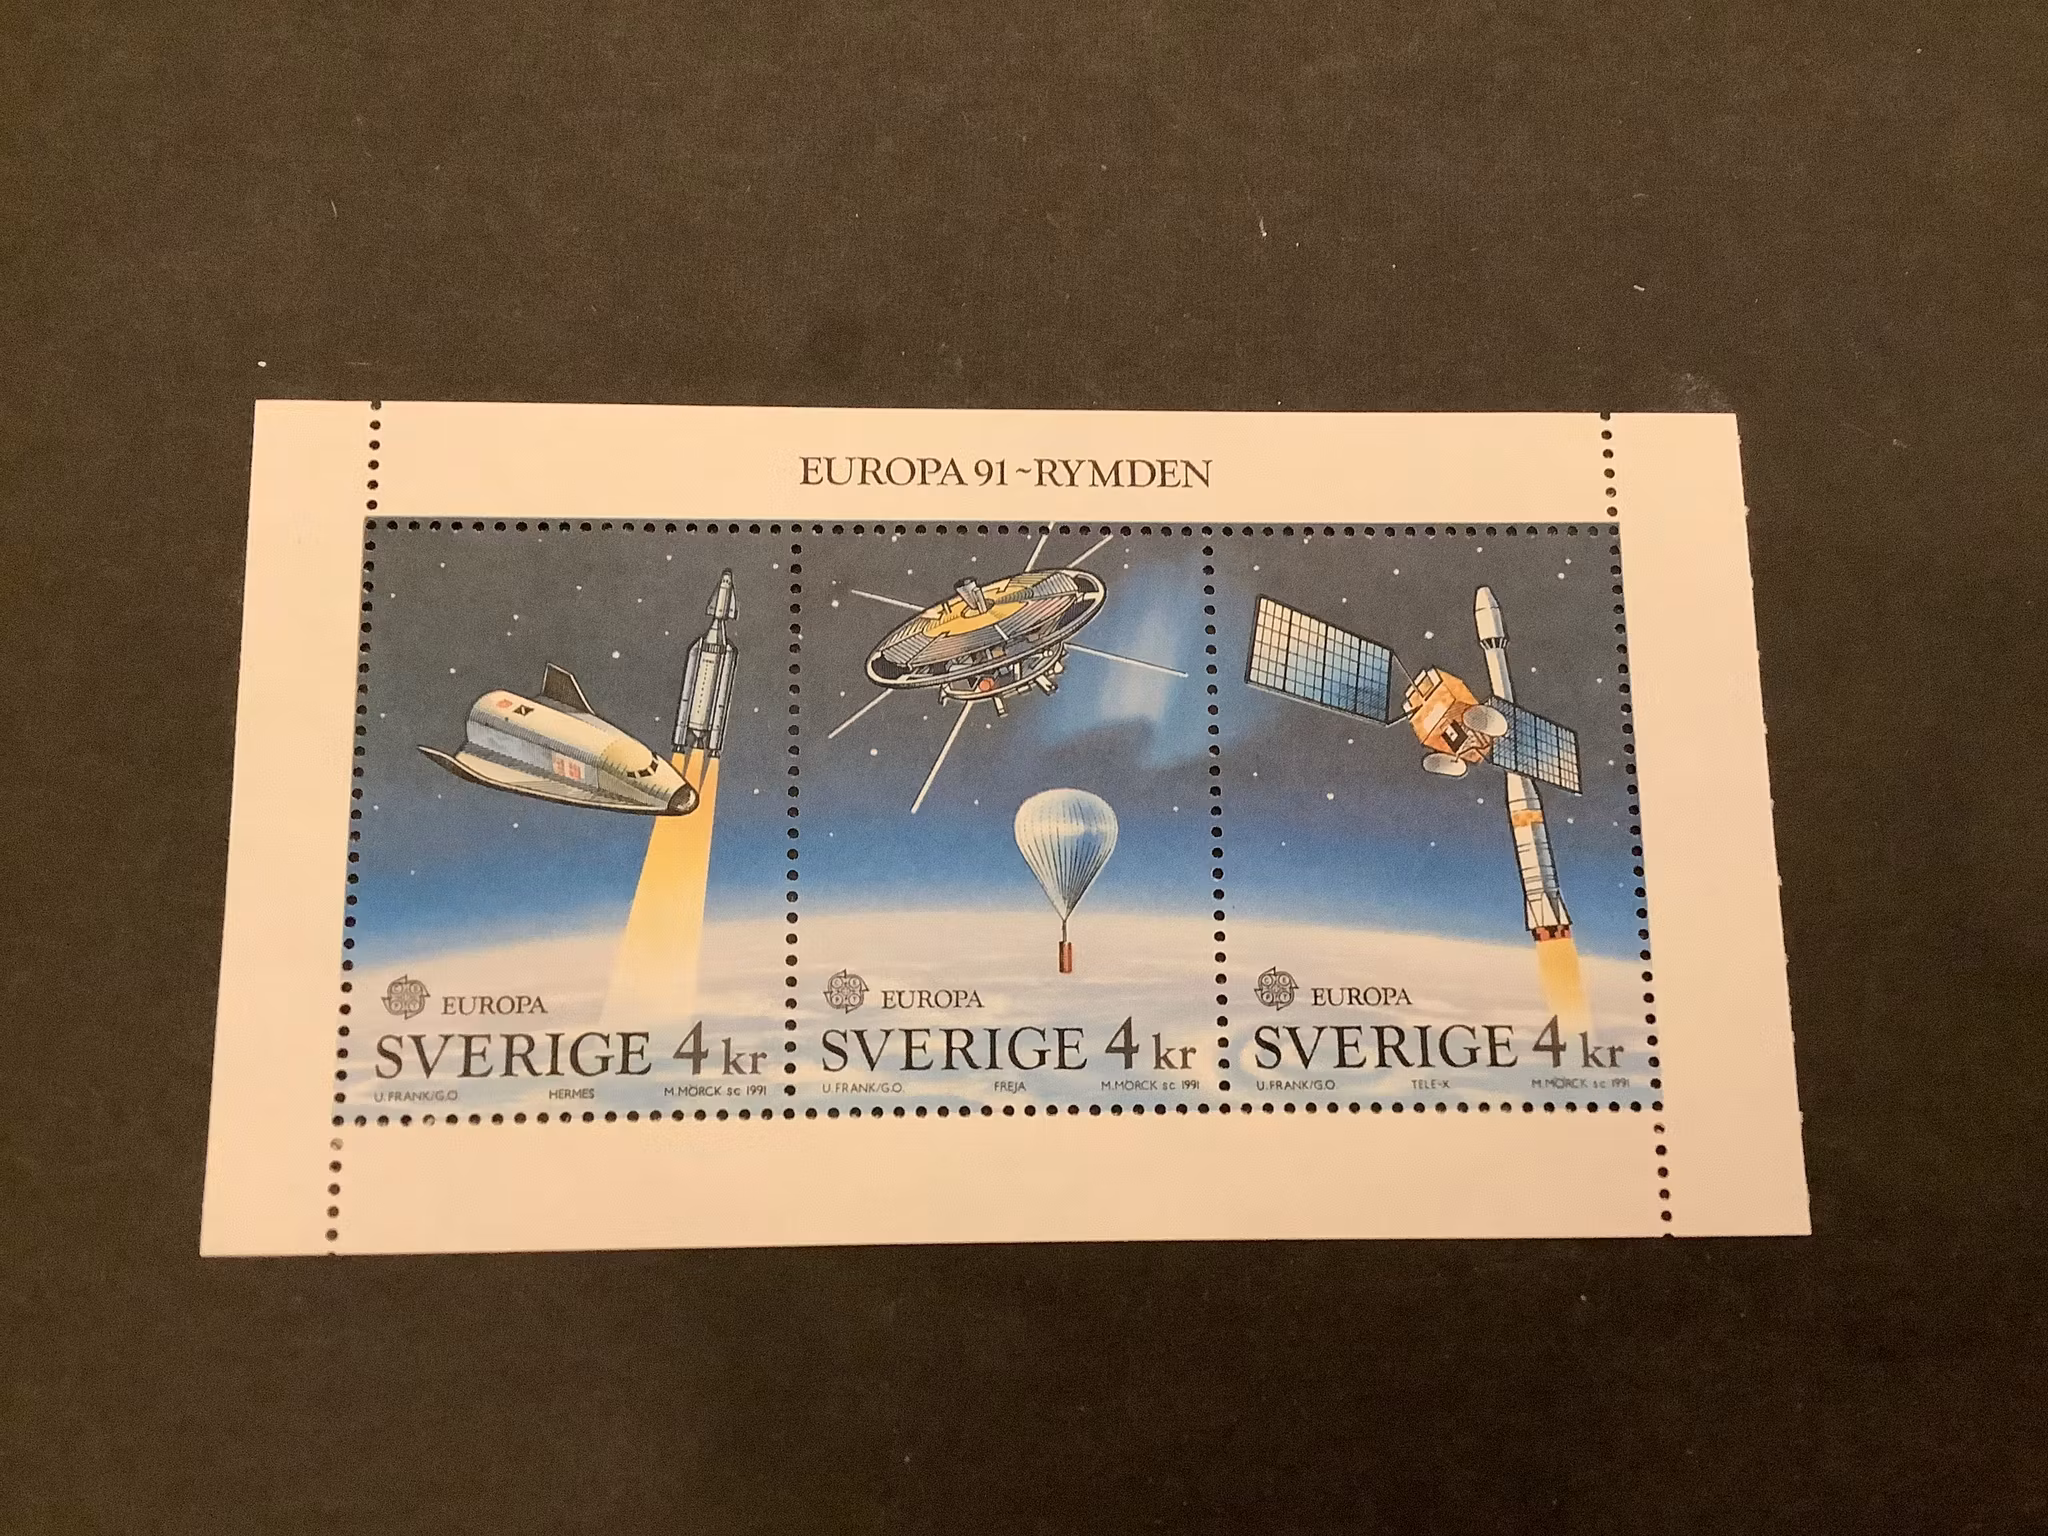 EUROPA 91~RYMDEN
EUROPA
SVERIGE 4 kr
U.FRANK/G.O. HERMES M.MÖRCK sc 1991
EUROPA
SVERIGE 4 kr
U.FRANK/G.O. FREJA M.MÖRCK sc 1991
EUROPA
SVERIGE 4 kr
U.FRANK/G.O. TELE-X M.MÖRCK sc 1991